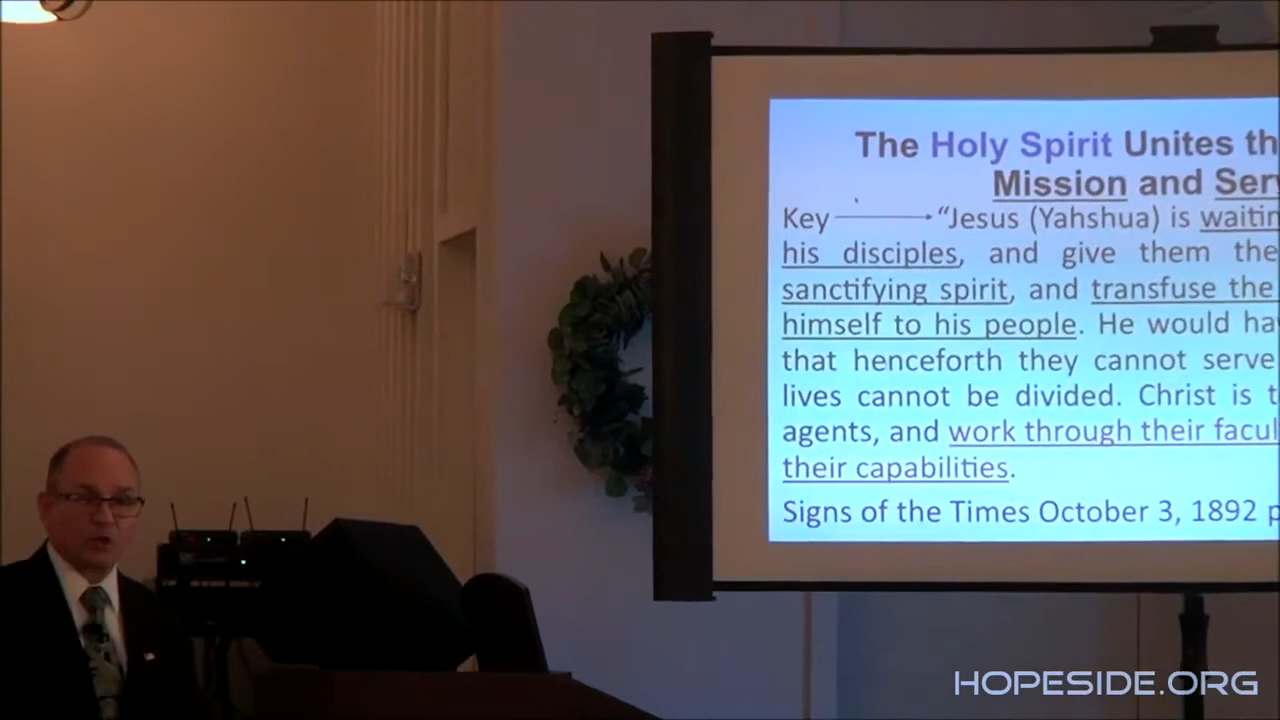 The Holy Spirit Unites th
Mission and Ser
Key “Jesus (Yahshua) is waitin
his disciples, and give them the
sanctifying spirit, and transfuse the
himself to his people. He would ha
that henceforth they cannot serve
lives cannot be divided. Christ is t
agents, and work through their facul
their capabilities.
Signs of the Times October 3, 1892 p
HOPESIDE.ORG